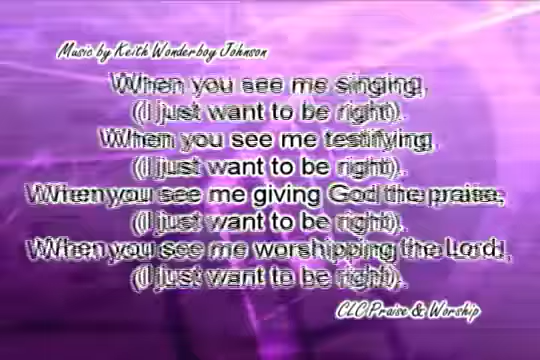 Music by Keith Wonderboy Johnson
When you see me singing,
(I just want to be right).
When you see me testifying,
(I just want to be right).
When you see me giving God the praise,
(I just want to be right).
When you see me worshipping the Lord,
(I just want to be right).
CLC Praise & Worship